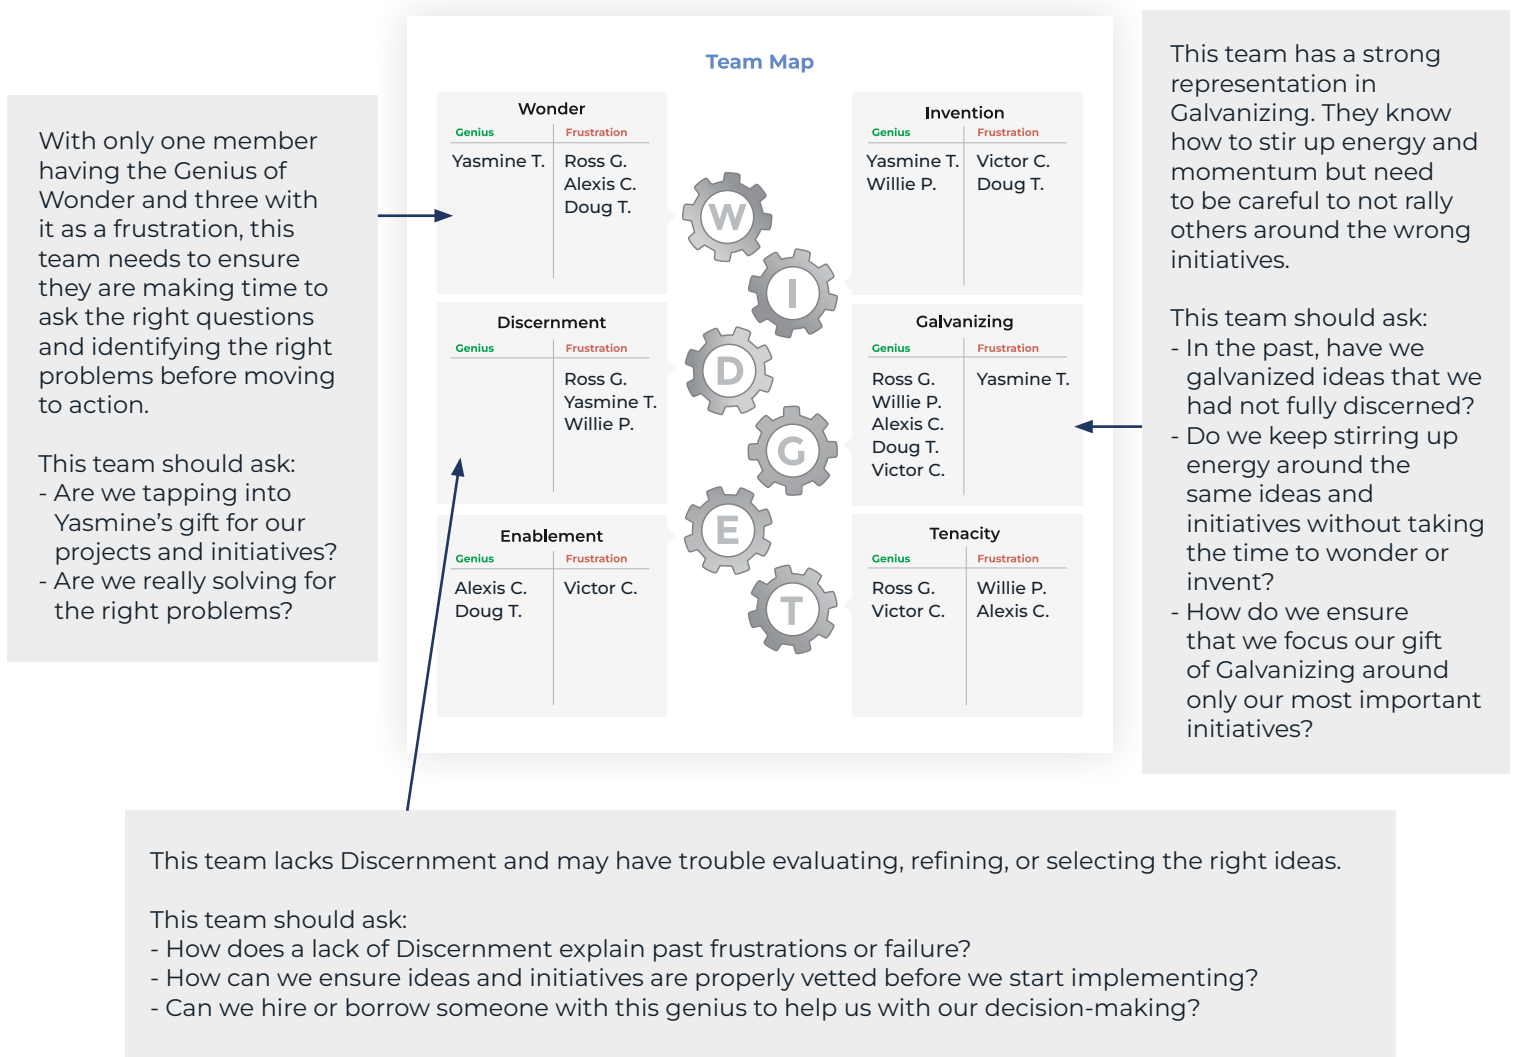 Team Map
With only one member
having the Genius of
Wonder and three with
it as a frustration, this
team needs to ensure
they are making time to
ask the right questions
and identifying the right
problems before moving
to action.
This team should ask:
- Are we tapping into
Yasmine’s gift for our
projects and initiatives?
- Are we really solving for
the right problems?
Wonder
Genius Frustration
Yasmine T. Ross G.
Alexis C.
Doug T.
W
Invention
Genius Frustration
Yasmine T. Victor C.
Willie P. Doug T.
I
Discernment
Genius Frustration
Ross G.
Yasmine T.
Willie P.
D
Galvanizing
Genius Frustration
Ross G. Yasmine T.
Willie P.
Alexis C.
Doug T.
Victor C.
G
Enablement
Genius Frustration
Alexis C. Victor C.
Doug T.
E
Tenacity
Genius Frustration
Ross G. Willie P.
Victor C. Alexis C.
T
This team has a strong
representation in
Galvanizing. They know
how to stir up energy and
momentum but need
to be careful to not rally
others around the wrong
initiatives.
This team should ask:
- In the past, have we
galvanized ideas that we
had not fully discerned?
- Do we keep stirring up
energy around the
same ideas and
initiatives without taking
the time to wonder or
invent?
- How do we ensure
that we focus our gift
of Galvanizing around
only our most important
initiatives?
This team lacks Discernment and may have trouble evaluating, refining, or selecting the right ideas.
This team should ask:
- How does a lack of Discernment explain past frustrations or failure?
- How can we ensure ideas and initiatives are properly vetted before we start implementing?
- Can we hire or borrow someone with this genius to help us with our decision-making?